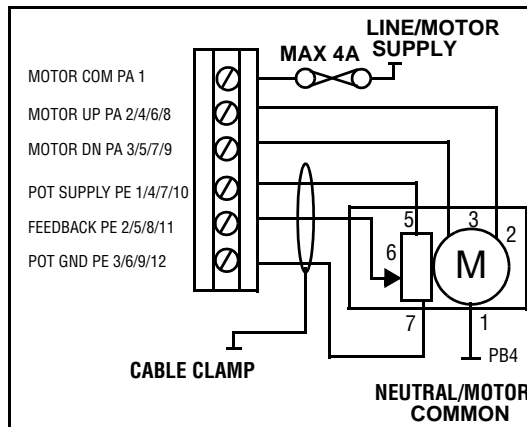 LINE/MOTOR
SUPPLY
MAX 4A
MOTOR COM PA 1
MOTOR UP PA 2/4/6/8
MOTOR DN PA 3/5/7/9
POT SUPPLY PE 1/4/7/10
FEEDBACK PE 2/5/8/11
POT GND PE 3/6/9/12
5
3
2
6
M
7
1
PB4
CABLE CLAMP
NEUTRAL/MOTOR
COMMON